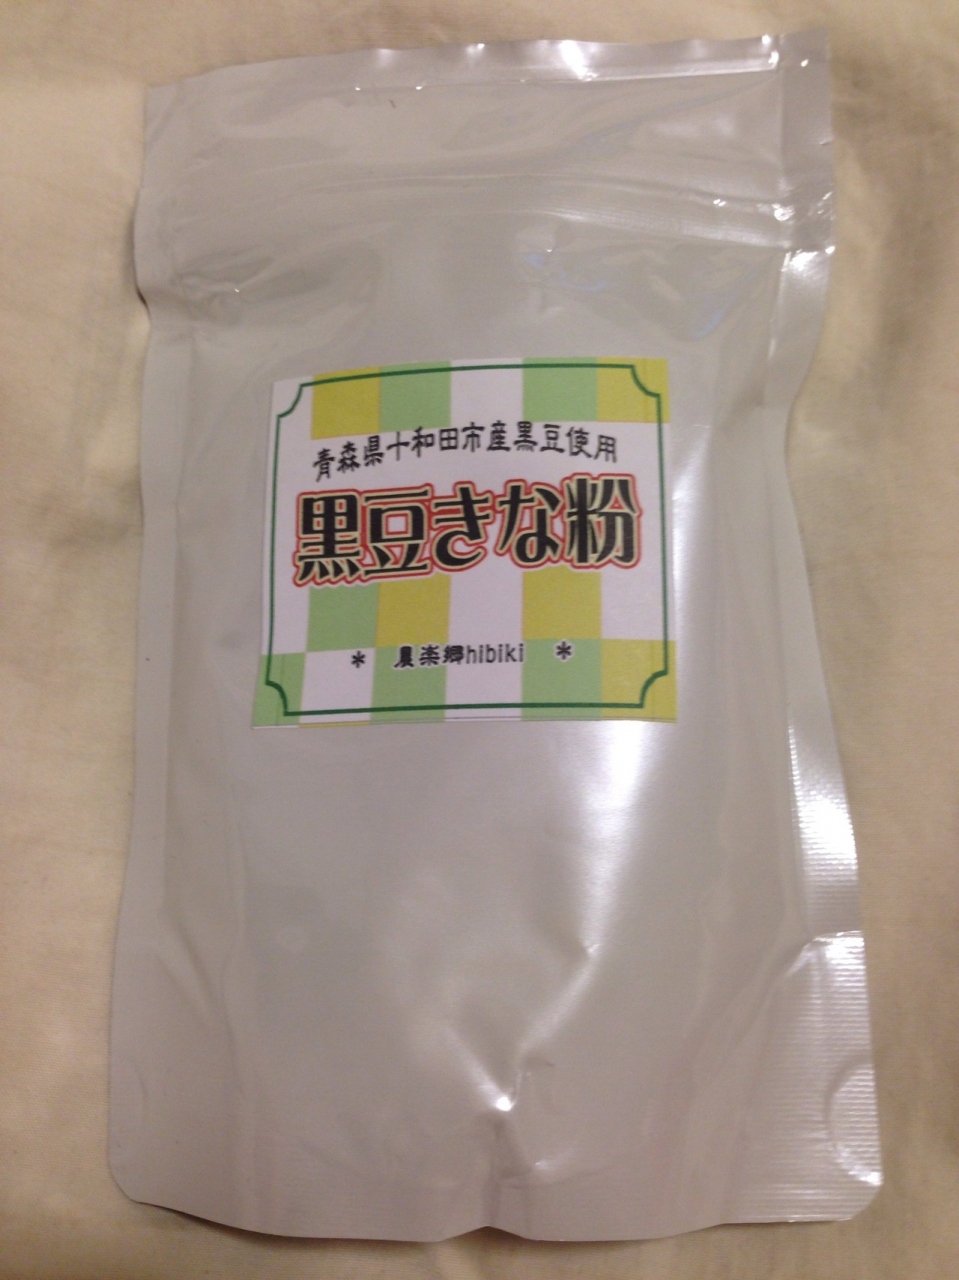 青森県十和田市産黒豆使用
黒豆きな粉
* 農楽郷hibiki *